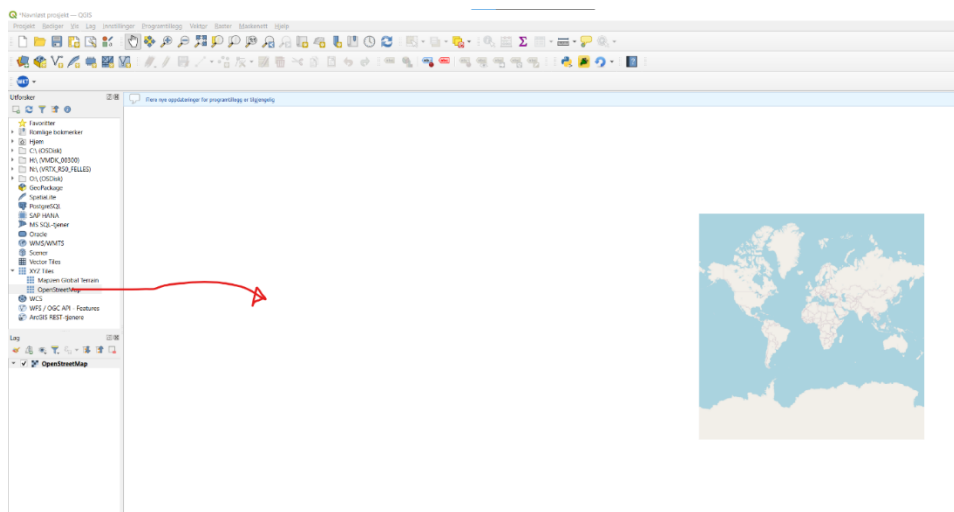 *Navnløst prosjekt — QGIS
Prosjekt Rediger Vis Lag Innstillinger Programtillegg Vektor Raster Maskenett Hjelp
Utforsker
Flere nye oppdateringer for programtillegg er tilgjengelig
Favoritter
Romlige bokmerker
Hjem
C:\ (OSDisk)
H:\ (VMDK_00300)
N:\ (VRTX_R50_FELLES)
O:\ (OSDisk)
GeoPackage
SpatiaLite
PostgreSQL
SAP HANA
MS SQL-tjener
Oracle
WMS/WMTS
Scener
Vector Tiles
XYZ Tiles
Mapzen Global Terrain
OpenStreetMap
WCS
WFS / OGC API - Features
ArcGIS REST-tjenere
Lag
OpenStreetMap